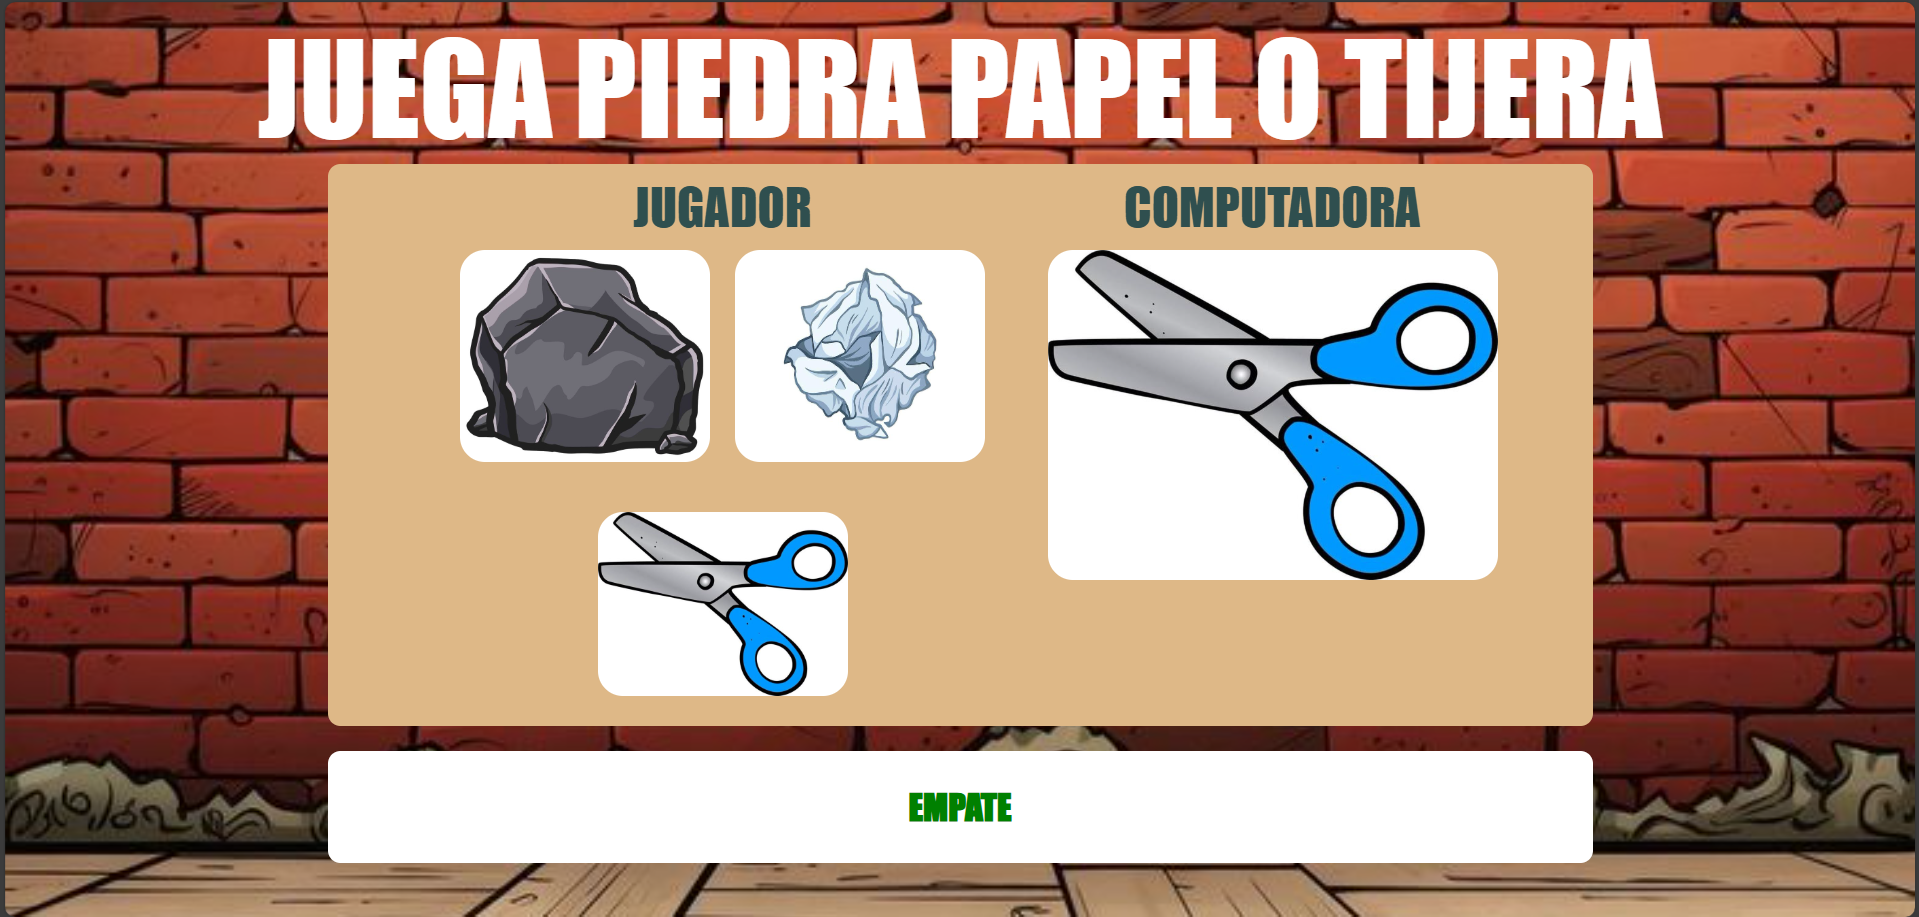 JUEGA PIEDRA PAPEL O TIJERA
JUGADOR
COMPUTADORA
EMPATE